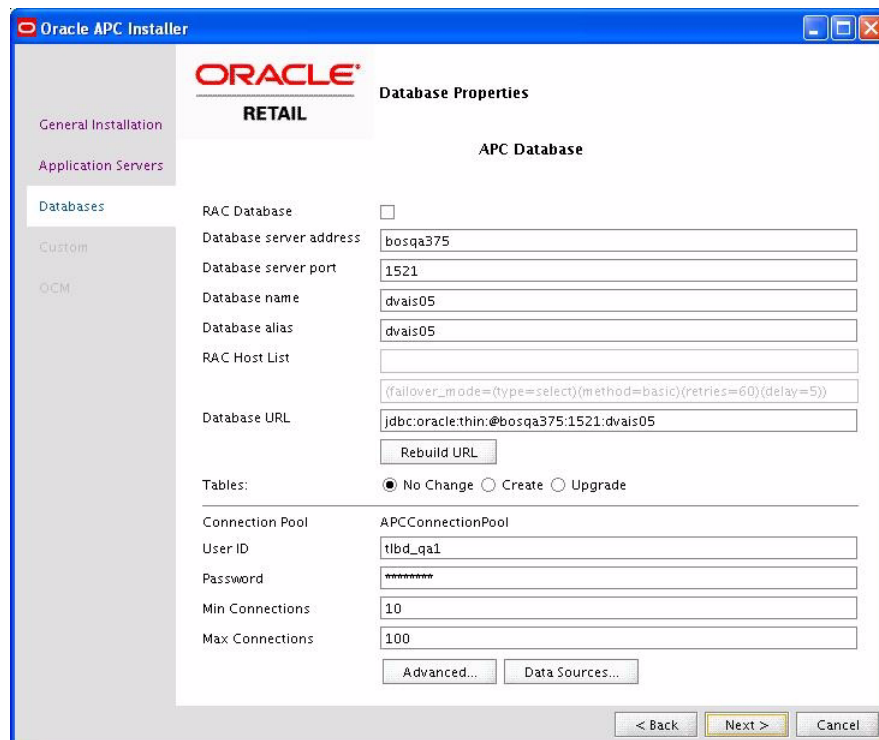 Oracle APC Installer
ORACLE®
RETAIL
Database Properties
APC Database
General Installation
Application Servers
Databases
Custom
OCM
RAC Database
Database server address bosqa375
Database server port 1521
Database name dvais05
Database alias dvais05
RAC Host List
(failover_mode=(type=select)(method=basic)(retries=60)(delay=5))
Database URL jdbc:oracle:thin:@bosqa375:1521:dvais05
Rebuild URL
Tables: No Change Create Upgrade
Connection Pool APCConnectionPool
User ID tlbd_qa1
Password ********
Min Connections 10
Max Connections 100
Advanced... Data Sources...
< Back Next > Cancel